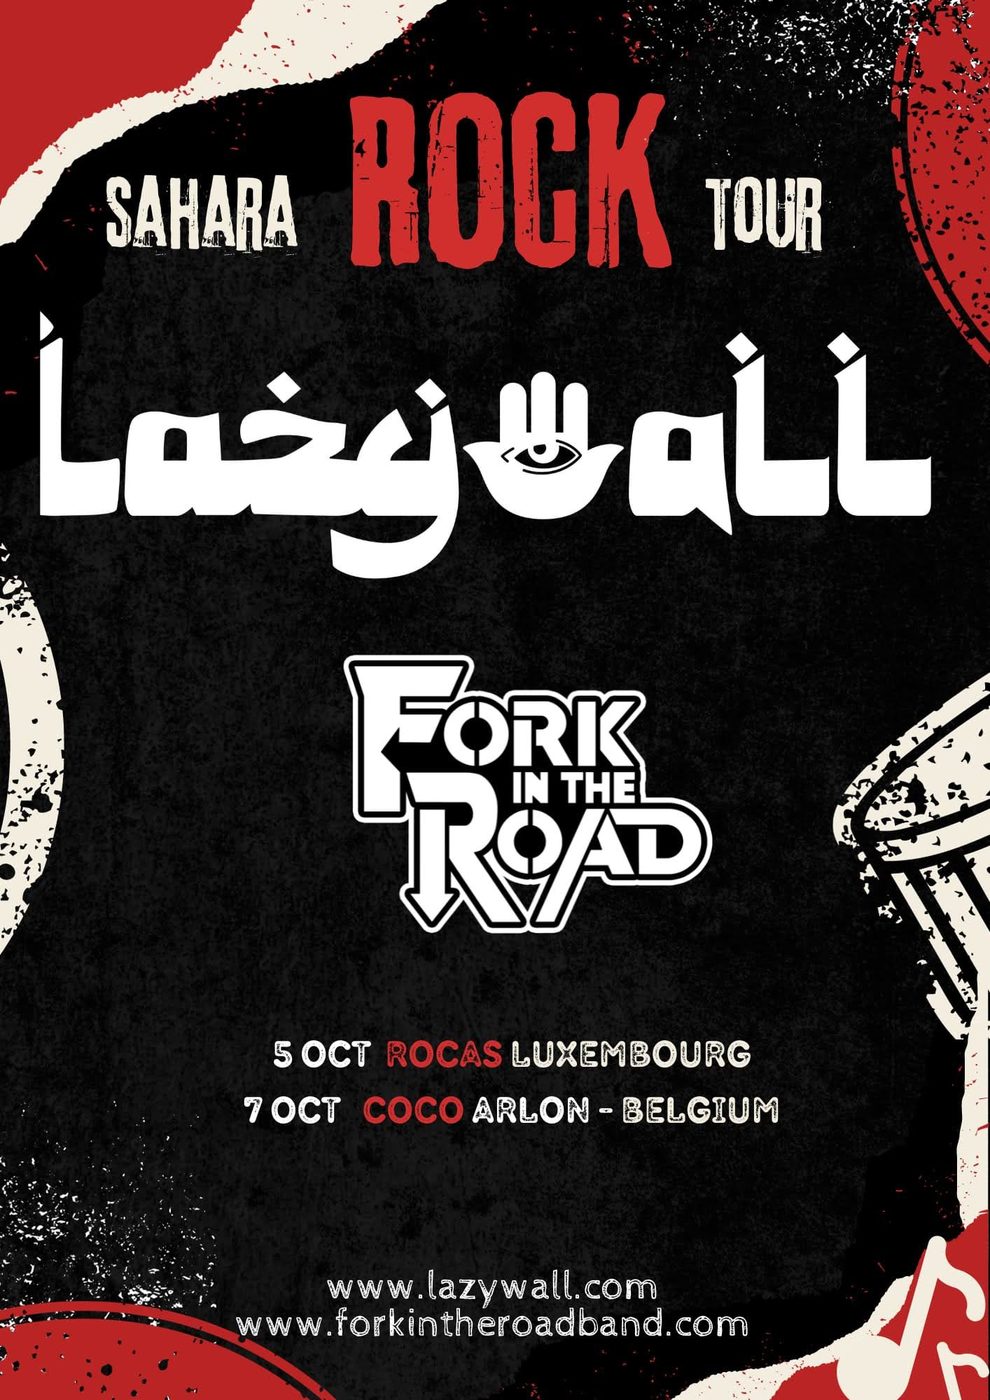 SAHARA ROCK TOUR
Lazywall
FORK
IN THE
ROAD
5 OCT ROCAS LUXEMBOURG
7 OCT COCO ARLON - BELGIUM
www.lazywall.com
www.forkintheroadband.com